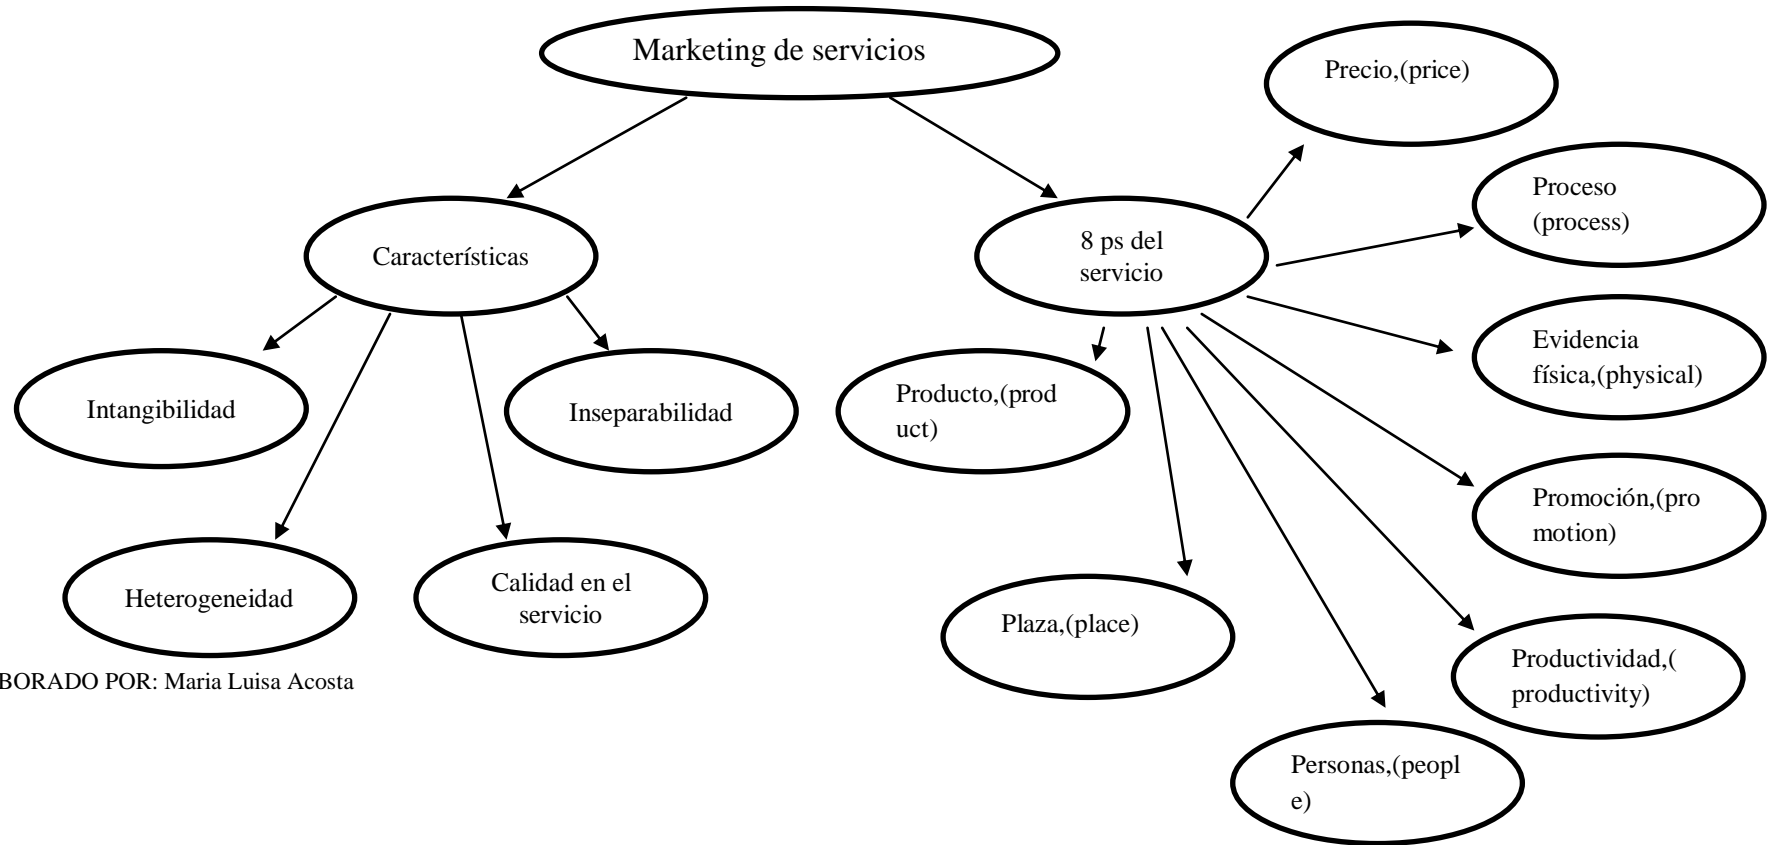 Marketing de servicios
Precio,(price)
Proceso
(process)
Características
8 ps del
servicio
Evidencia
física,(physical)
Intangibilidad
Inseparabilidad
Producto,(prod
uct)
Promoción,(pro
motion)
Heterogeneidad
Calidad en el
servicio
Plaza,(place)
Productividad,(
productivity)
BORADO POR: Maria Luisa Acosta
Personas,(peopl
e)